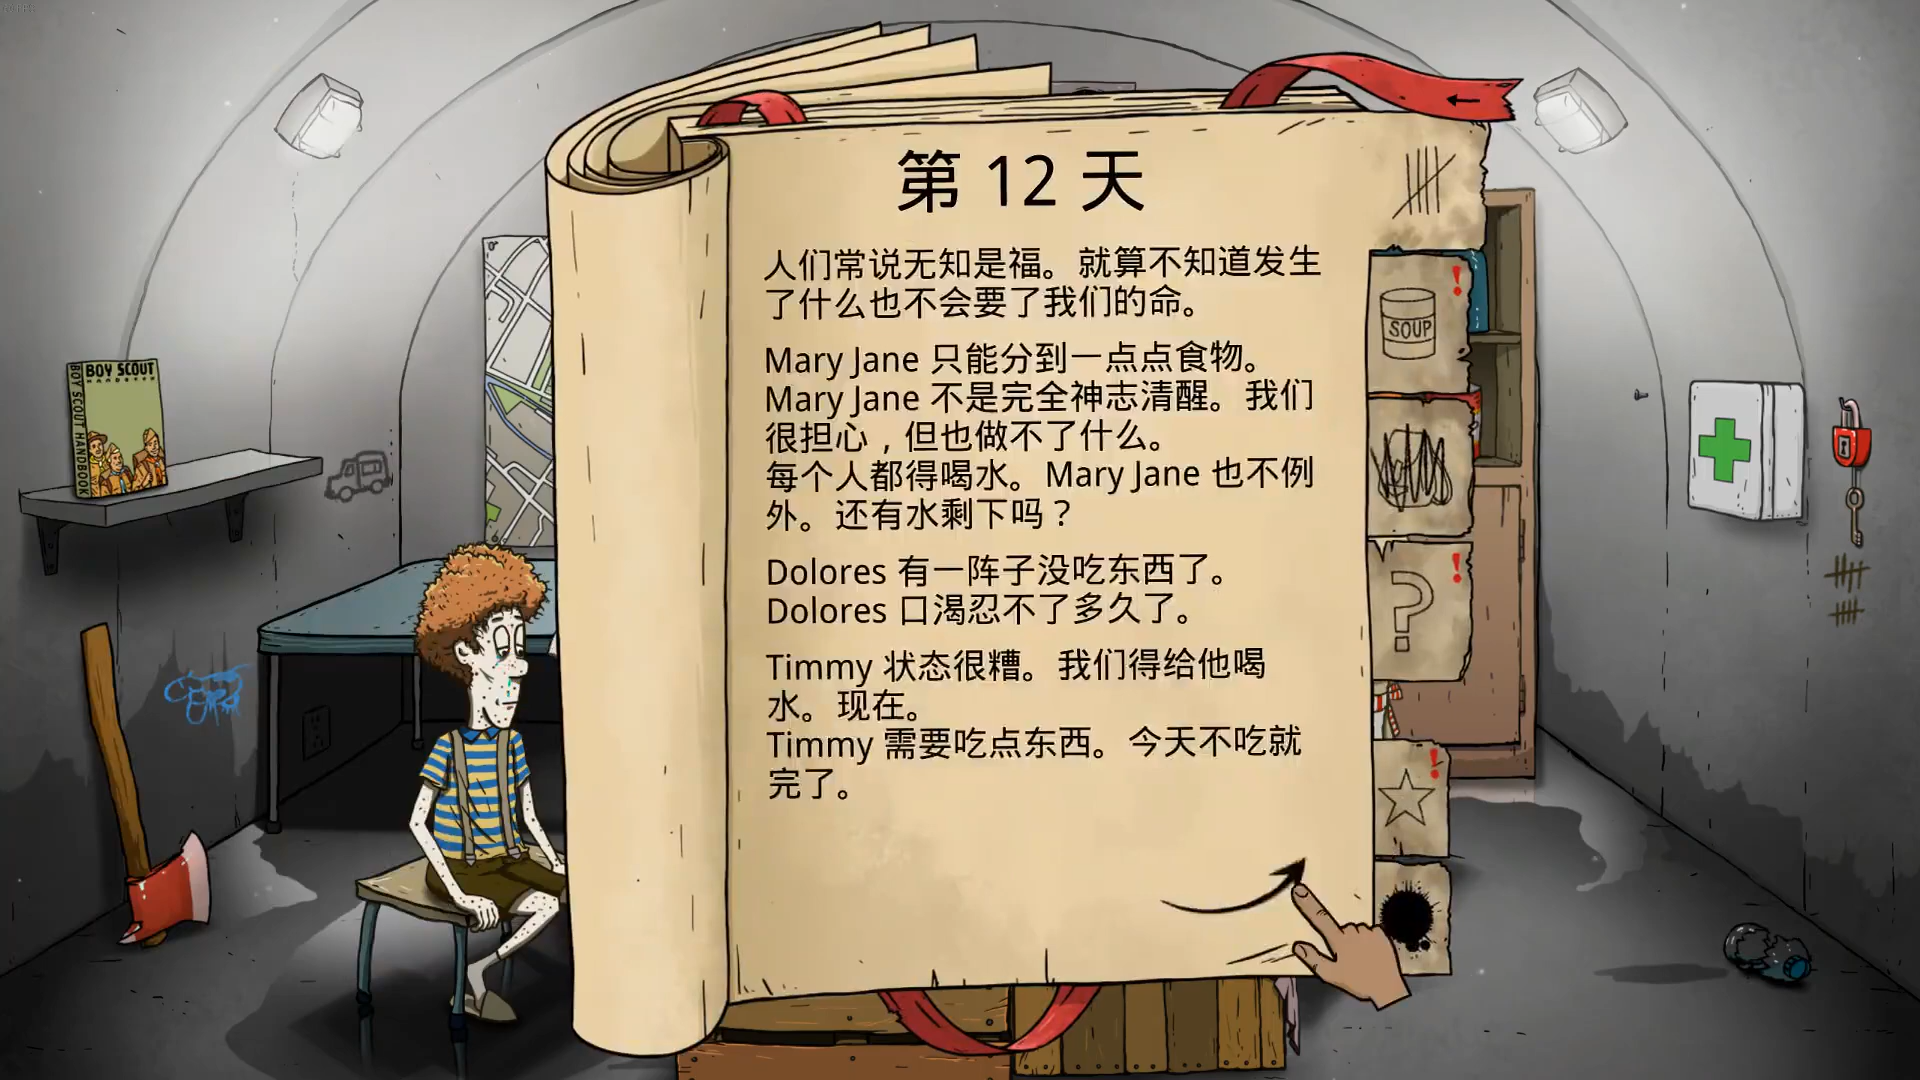 第 12 天
人们常说无知是福。就算不知道发生
了什么也不会要了我们的命。
Mary Jane 只能分到一点点食物。
Mary Jane 不是完全神志清醒。我们
很担心，但也做不了什么。
每个人都得喝水。Mary Jane 也不例
外。还有水剩下吗？
Dolores 有一阵子没吃东西了。
Dolores 口渴忍不了多久了。
Timmy 状态很糟。我们得给他喝
水。现在。
Timmy 需要吃点东西。今天不吃就
完了。
SOUP
!
?
!
!
BOY SCOUT
HANDBOOK
BOY SCOUT HANDBOOK